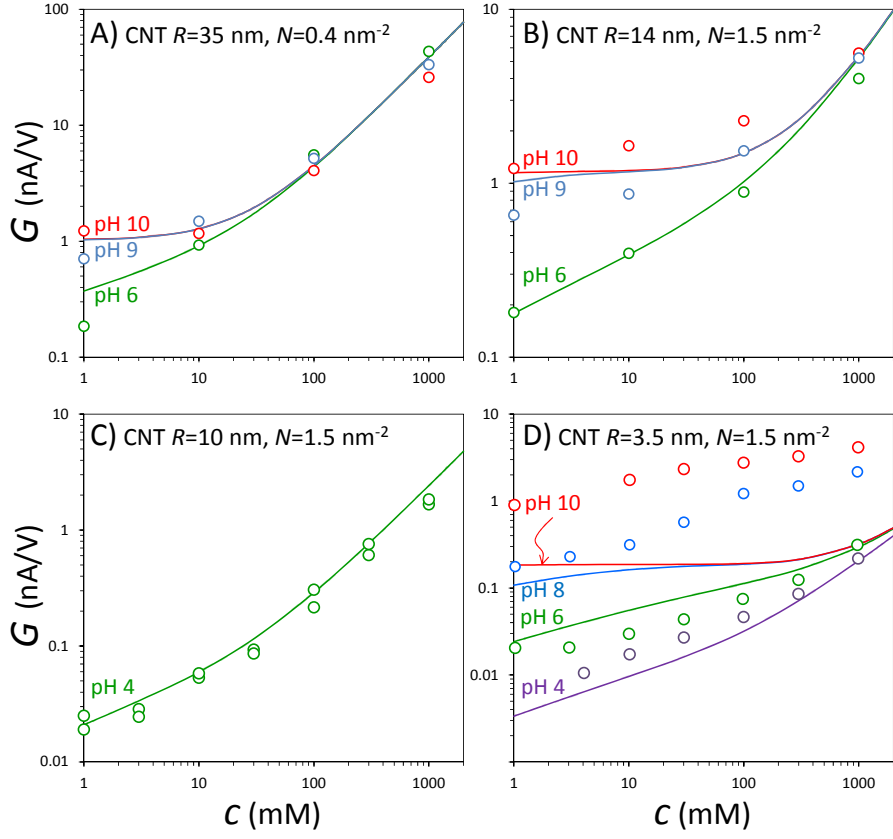 A) CNT R=35 nm, N=0.4 nm-2
100
10
1
0.1
G (nA/V)
pH 10
pH 9
pH 6
1 10 100 1000
B) CNT R=14 nm, N=1.5 nm-2
10
1
0.1
pH 10
pH 9
pH 6
1 10 100 1000
C) CNT R=10 nm, N=1.5 nm-2
10
1
0.1
0.01
G (nA/V)
pH 4
1 10 100 1000
c (mM)
D) CNT R=3.5 nm, N=1.5 nm-2
10
1
0.1
0.01
pH 10
pH 8
pH 6
pH 4
1 10 100 1000
c (mM)